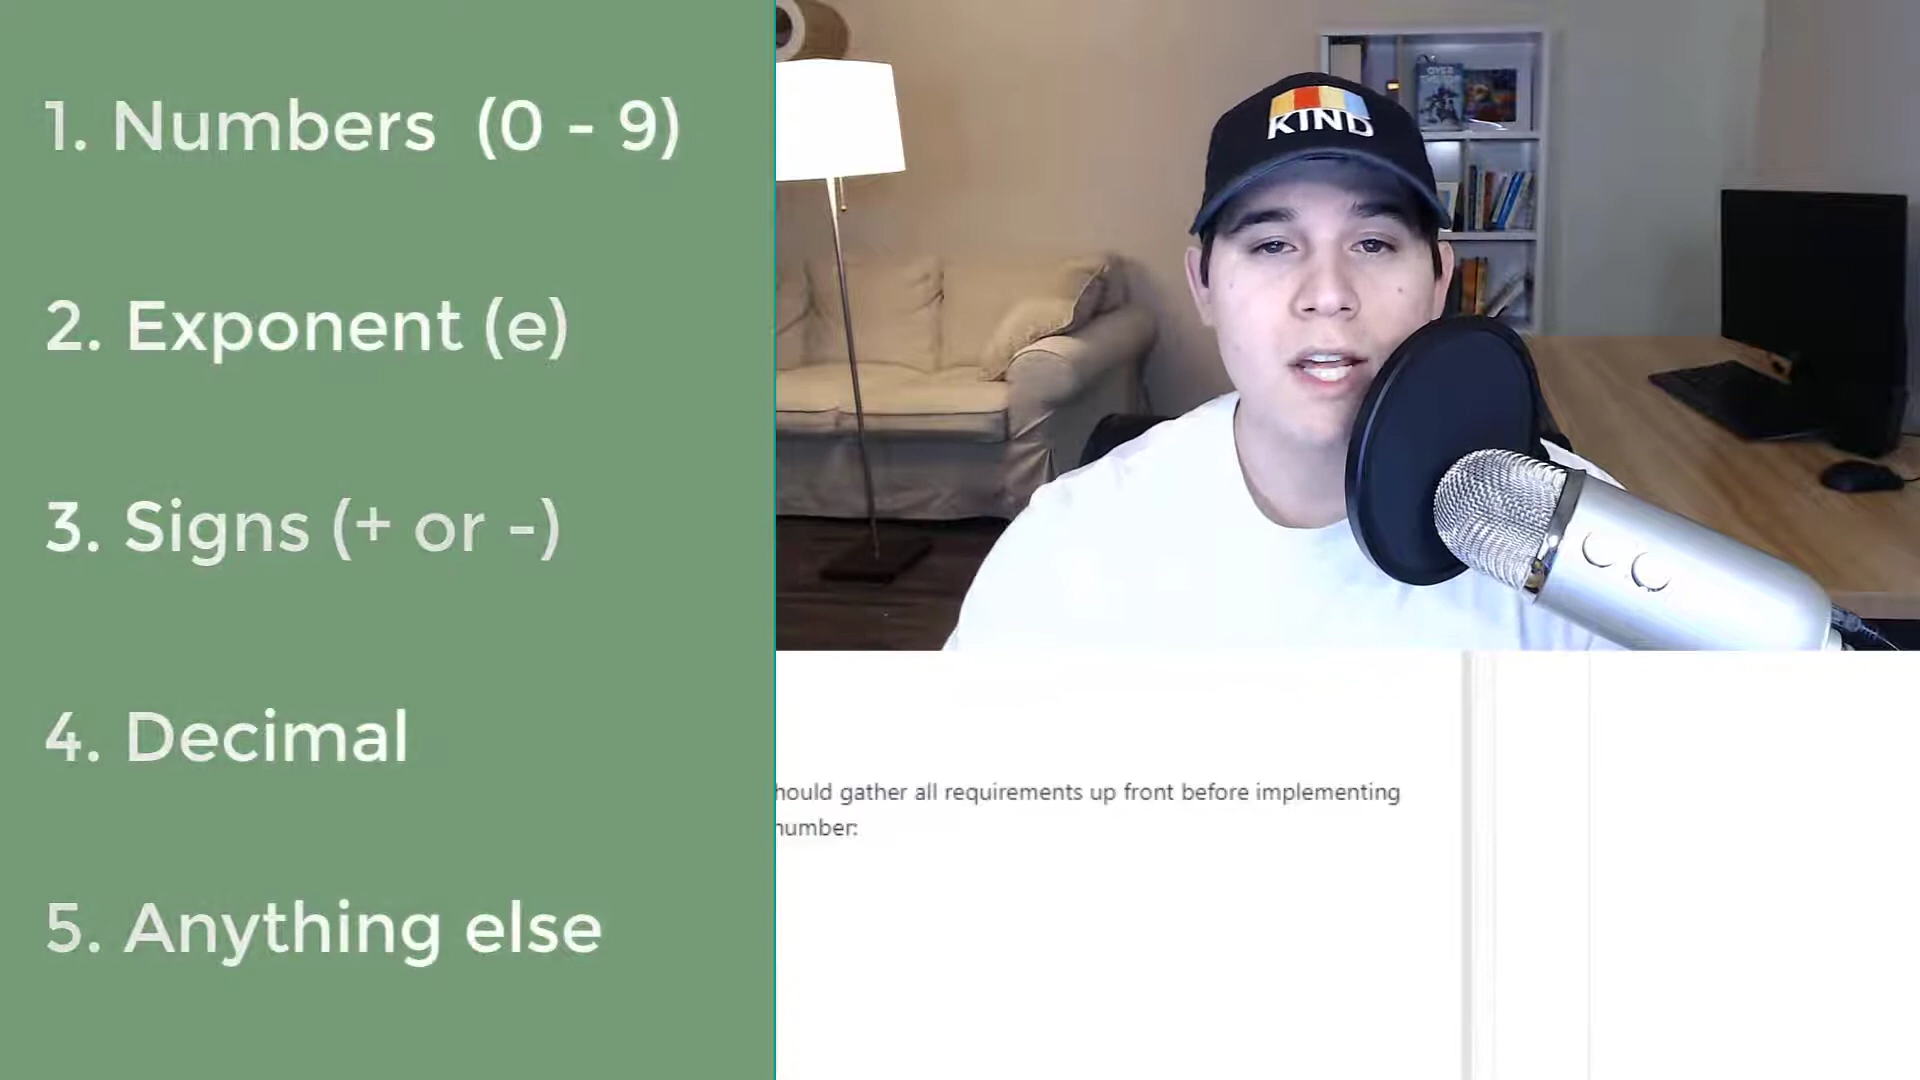 1. Numbers (0 - 9)
2. Exponent (e)
3. Signs (+ or -)
4. Decimal
5. Anything else
KIND
hould gather all requirements up front before implementing
number: